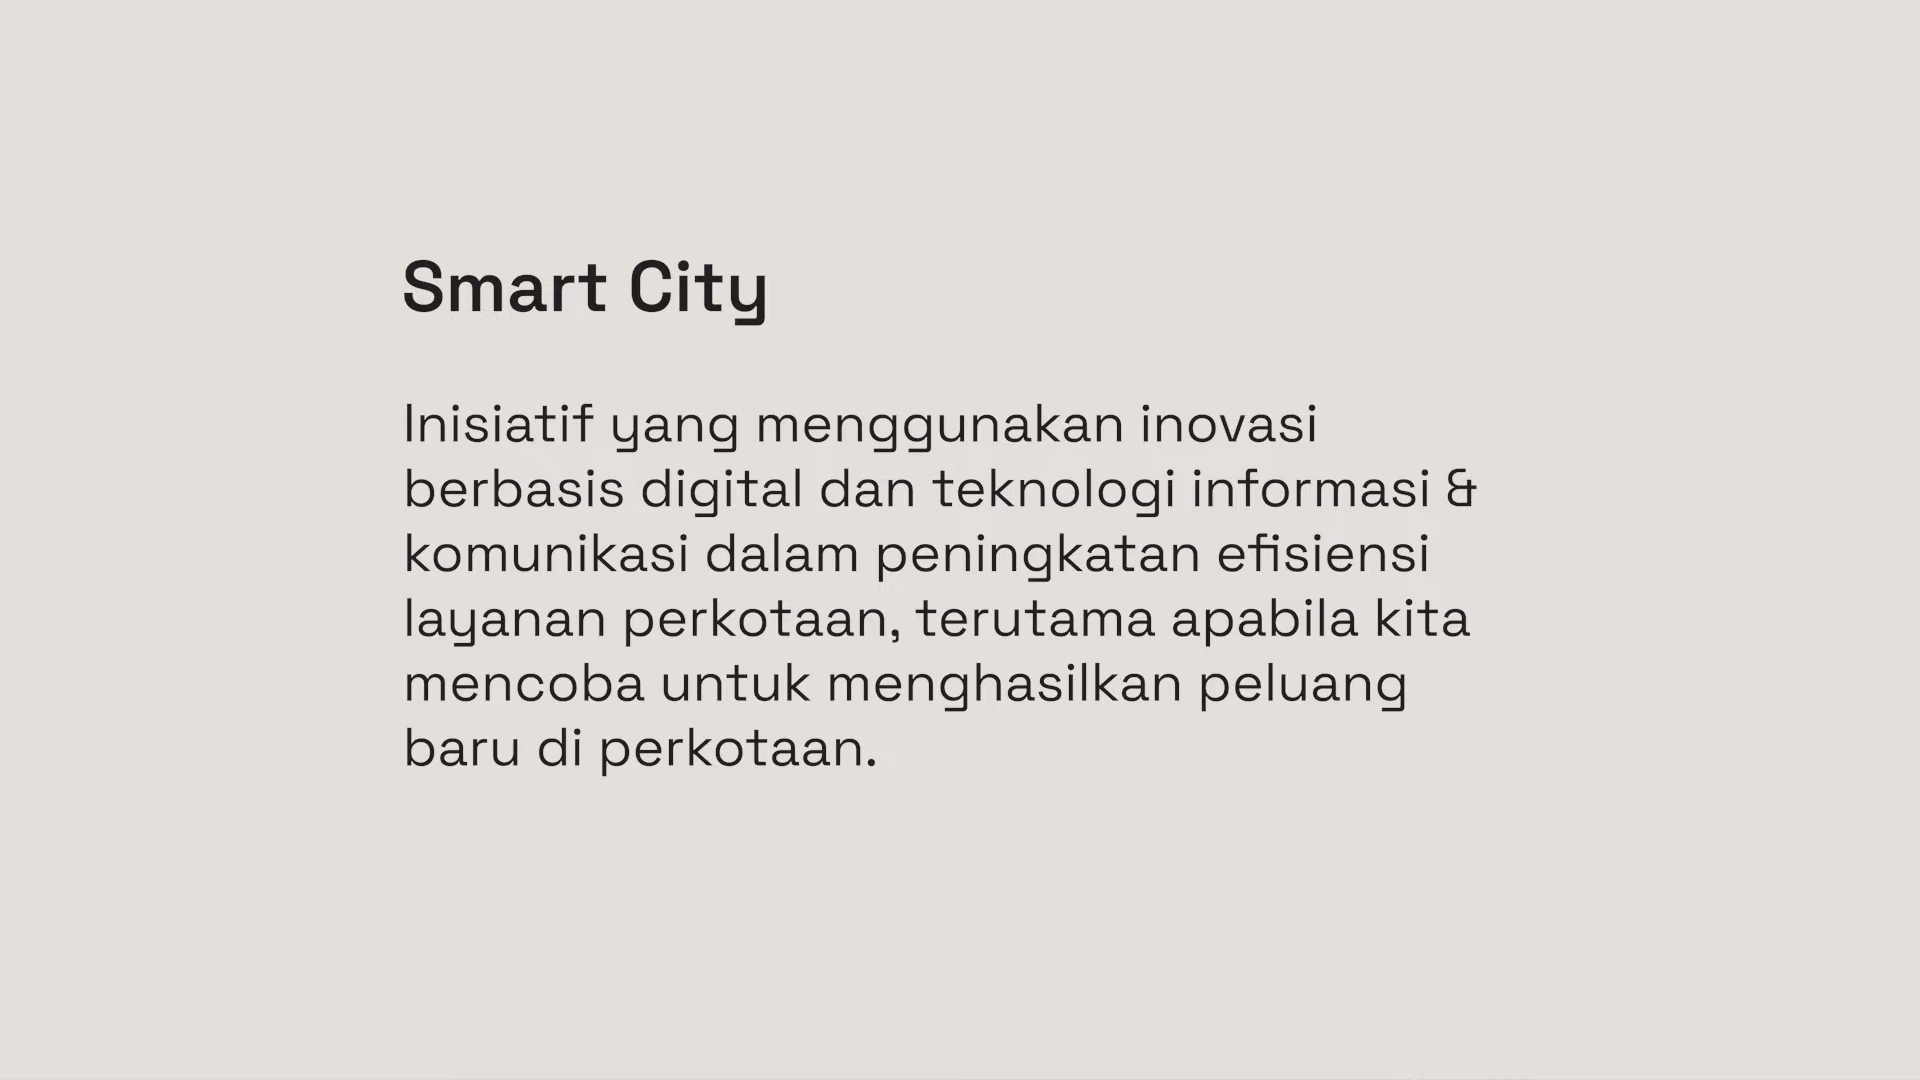 Smart City
Inisiatif yang menggunakan inovasi
berbasis digital dan teknologi informasi &
komunikasi dalam peningkatan efisiensi
layanan perkotaan, terutama apabila kita
mencoba untuk menghasilkan peluang
baru di perkotaan.